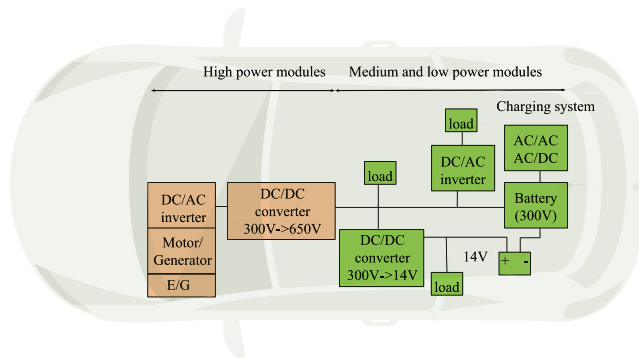 High power modules
Medium and low power modules
Charging system
load
AC/AC
AC/DC
DC/AC
inverter
load
DC/AC
inverter
DC/DC
converter
300V->650V
Battery
(300V)
Motor/
Generator
DC/DC
converter
300V->14V
14V
+ -
E/G
load